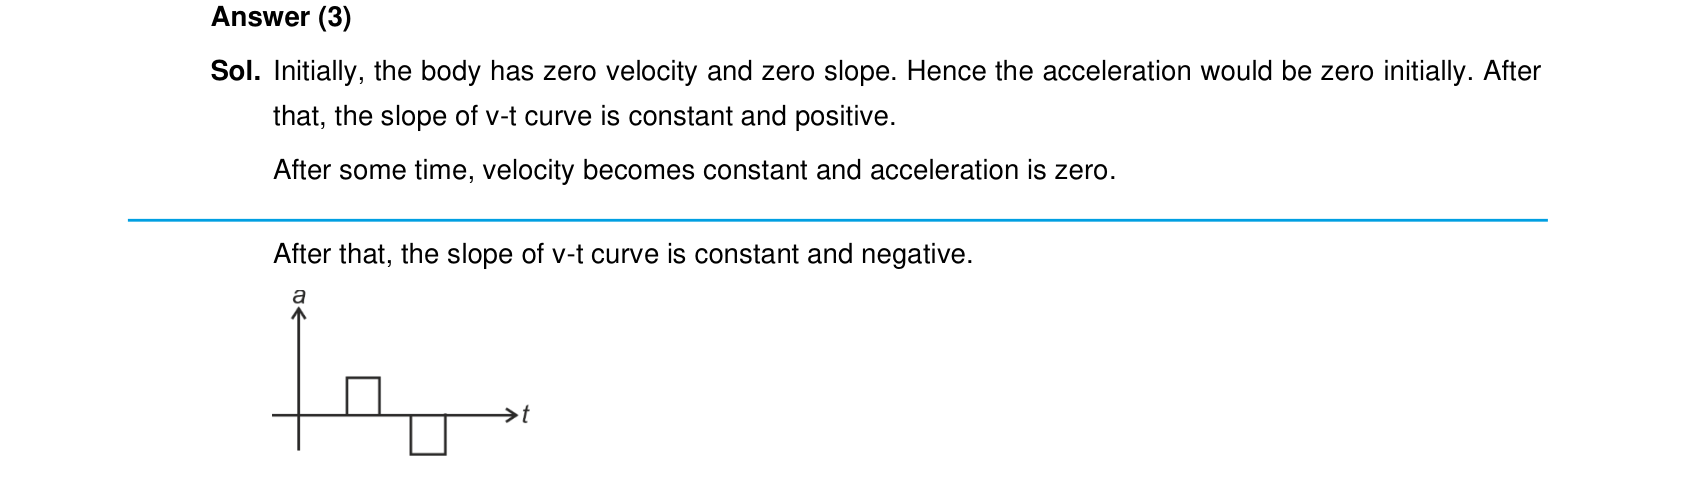 Answer (3)
Sol. Initially, the body has zero velocity and zero slope. Hence the acceleration would be zero initially. After
that, the slope of v-t curve is constant and positive.
After some time, velocity becomes constant and acceleration is zero.
After that, the slope of v-t curve is constant and negative.
a
t